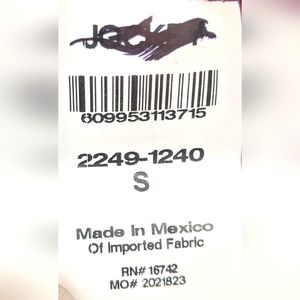 609953113715
2249-1240
S
Made In Mexico
Of Imported Fabric
RN# 16742
MO# 2021823